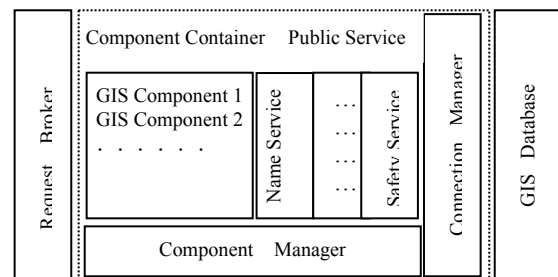 Request Broker
Component Container Public Service
GIS Component 1
GIS Component 2
. . . . . .
Name Service
... ... ... ...
Safety Service
Component Manager
Connection Manager
GIS Database